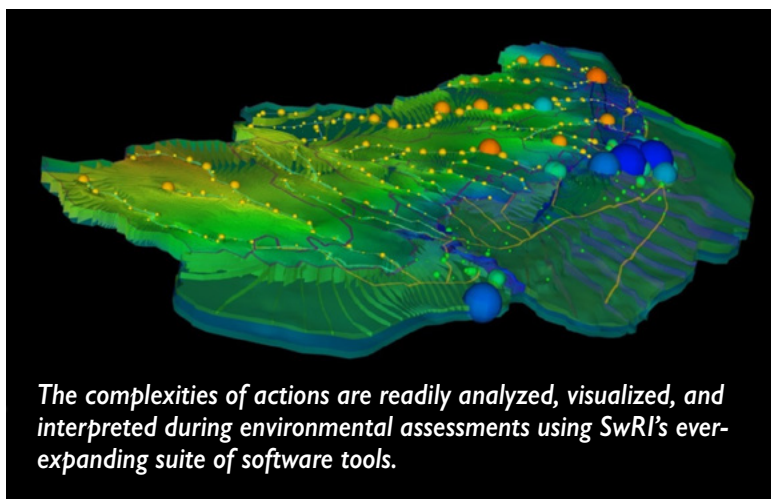 The complexities of actions are readily analyzed, visualized, and
interpreted during environmental assessments using SwRI's ever-
expanding suite of software tools.